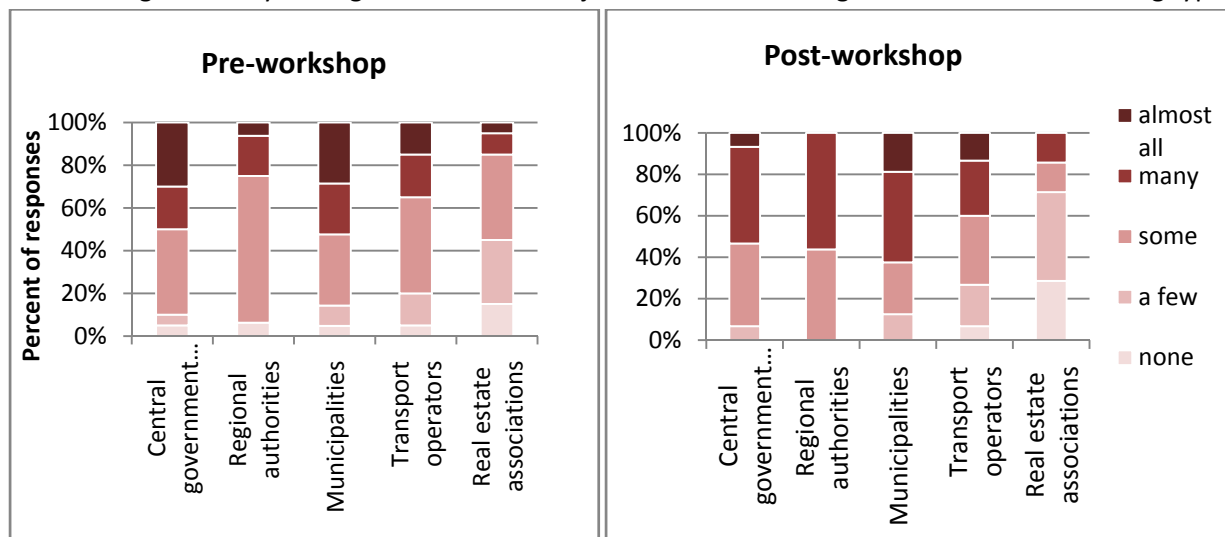 Pre-workshop
Percent of responses
100%
80%
60%
40%
20%
0%
Central
government...
Regional
authorities
Municipalities
Transport
operators
Real estate
associations
Post-workshop
100%
80%
60%
40%
20%
0%
Central
government...
Regional
authorities
Municipalities
Transport
operators
Real estate
associations
almost
all
many
some
a few
none